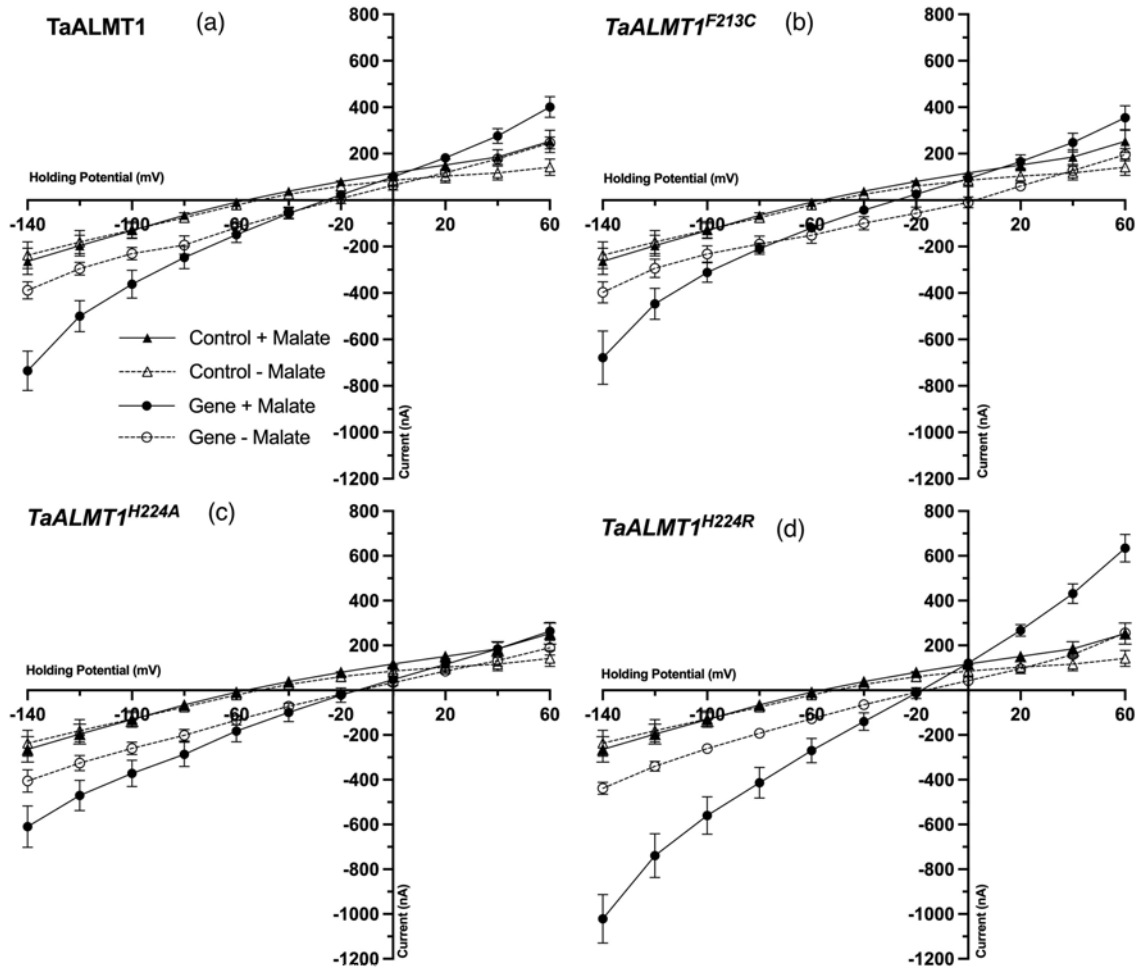 TaALMT1 (a)
800
600
400
200
Holding Potential (mV)
-140 -100 -60 -20 20 40 60
-200
-400
-600
-800
-1000
-1200
Current (nA)
Control + Malate
Control - Malate
Gene + Malate
Gene - Malate
TaALMT1F213C (b)
800
600
400
200
Holding Potential (mV)
-140 -100 -60 -20 20 40 60
-200
-400
-600
-800
-1000
-1200
Current (nA)
TaALMT1H224A (c)
800
600
400
200
Holding Potential (mV)
-140 -100 -60 -20 20 40 60
-200
-400
-600
-800
-1000
-1200
Current (nA)
TaALMT1H224R (d)
800
600
400
200
Holding Potential (mV)
-140 -100 -60 -20 20 40 60
-200
-400
-600
-800
-1000
-1200
Current (nA)